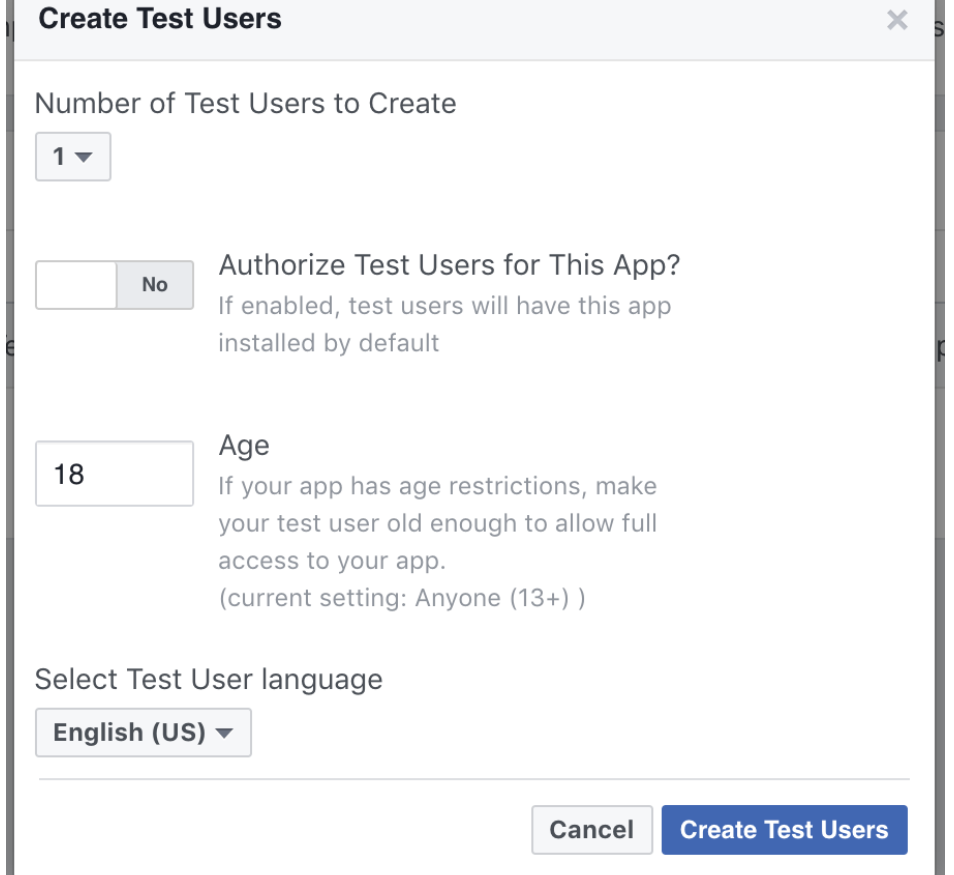 Create Test Users
×
Number of Test Users to Create
1
No
Authorize Test Users for This App?
If enabled, test users will have this app
installed by default
18
Age
If your app has age restrictions, make
your test user old enough to allow full
access to your app.
(current setting: Anyone (13+) )
Select Test User language
English (US)
Cancel
Create Test Users